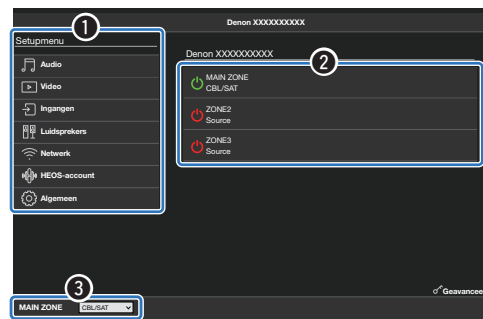 Denon XXXXXXXXXX
1
Setupmenu
Audio
Video
Ingangen
Luidsprekers
Netwerk
HEOS-account
Algemeen
Denon XXXXXXXXXX
2
MAIN ZONE
CBL/SAT
ZONE2
Source
ZONE3
Source
Geavancee
3
MAIN ZONE CBL/SAT